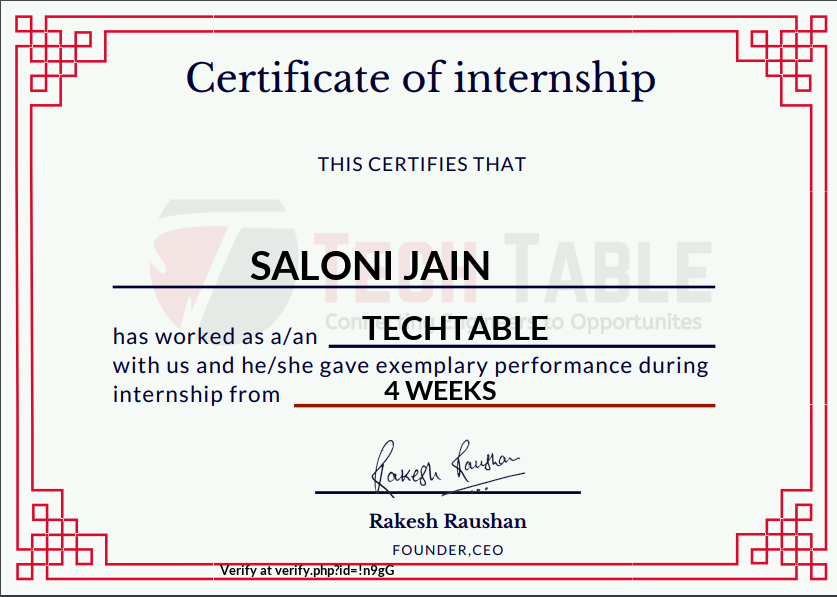 Certificate of internship
THIS CERTIFIES THAT
TECH TABLE
SALONI JAIN
Connecting Engineers to Opportunites
has worked as a/an TECHTABLE
with us and he/she gave exemplary performance during
internship from 4 WEEKS
Rakesh Raushan
Rakesh Raushan
FOUNDER,CEO
Verify at verify.php?id=!n9gG